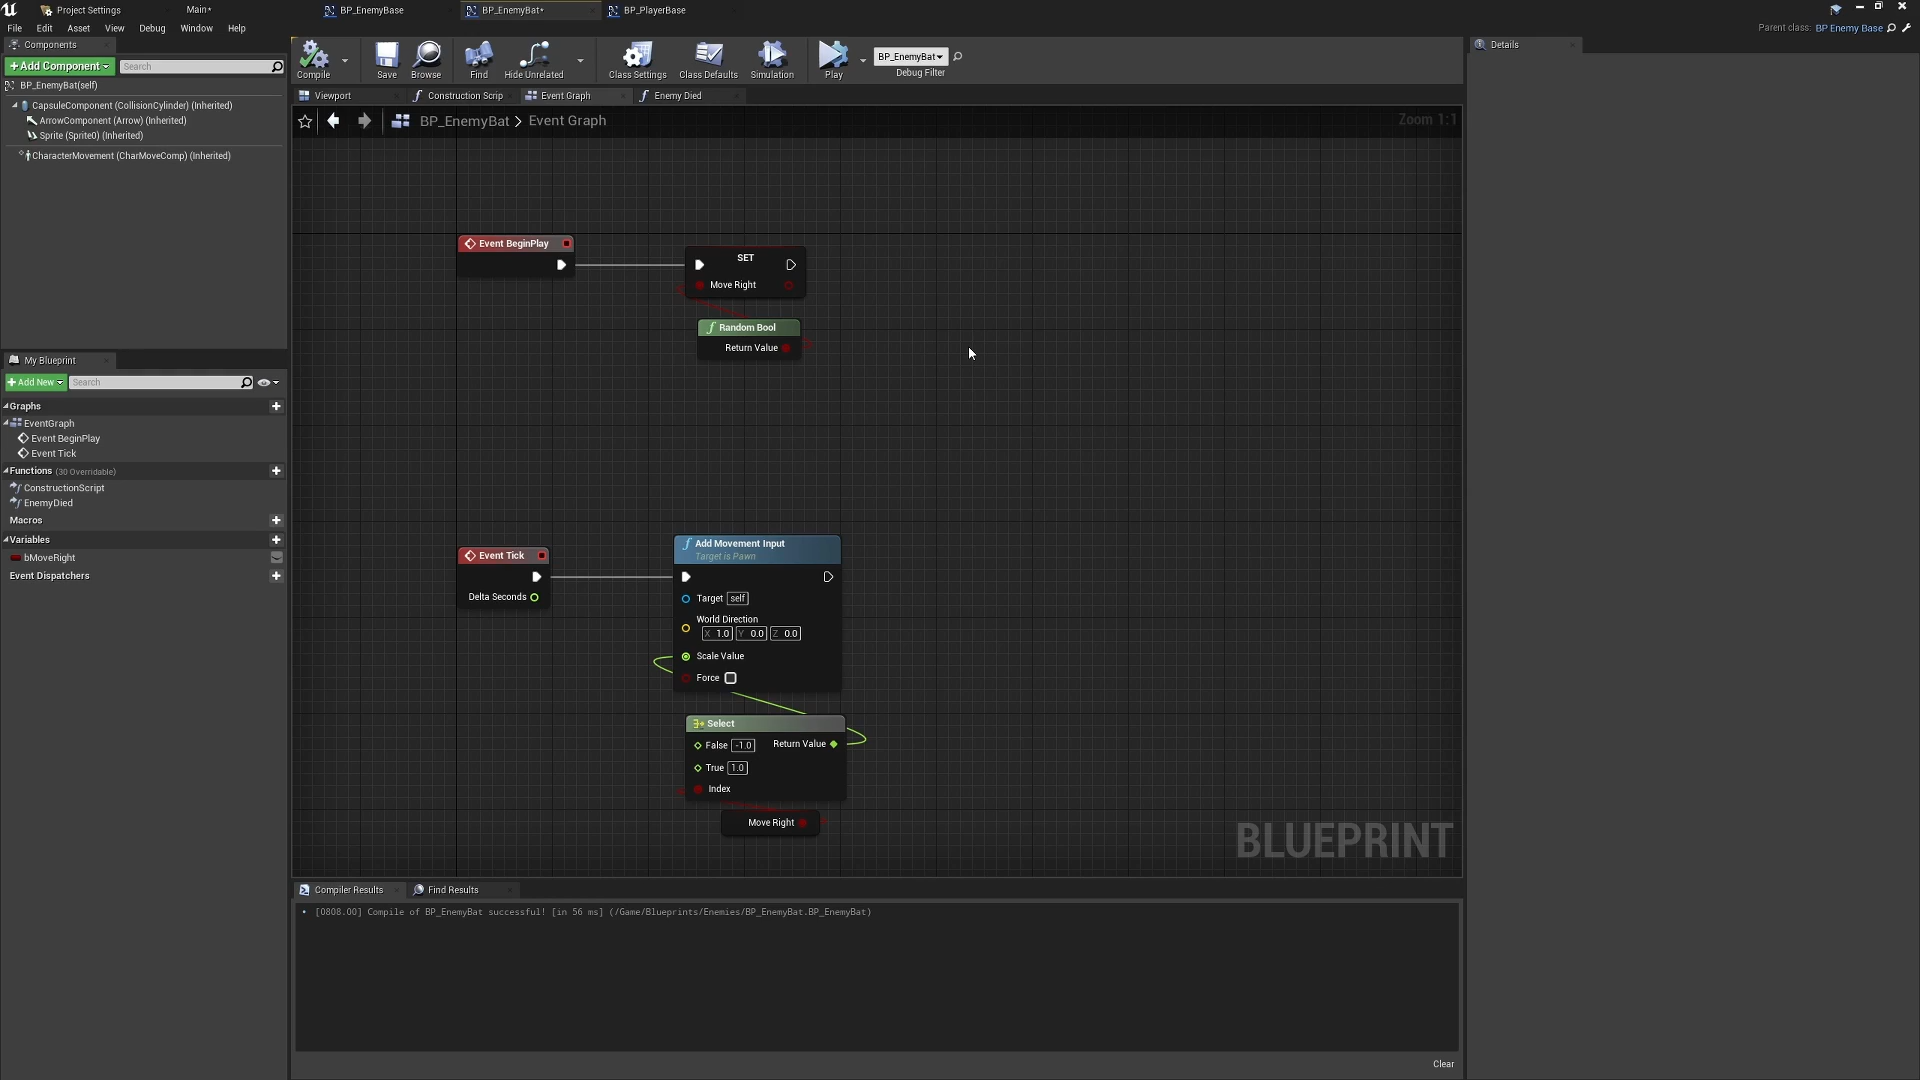 Project Settings
Main*
BP_EnemyBase
BP_EnemyBat*
BP_PlayerBase
File Edit Asset View Debug Window Help
Parent class: BP Enemy Base
Components
+Add Component
Search
BP_EnemyBat(self)
CapsuleComponent (CollisionCylinder) (Inherited)
ArrowComponent (Arrow) (Inherited)
Sprite (Sprite0) (Inherited)
CharacterMovement (CharMoveComp) (Inherited)
Compile
Save
Browse
Find
Hide Unrelated
Class Settings
Class Defaults
Simulation
Play
BP_EnemyBat
Debug Filter
Details
Viewport
Construction Scrip
Event Graph
Enemy Died
BP_EnemyBat > Event Graph
Zoom 1:1
Event BeginPlay
SET
Move Right
Random Bool
Return Value
Event Tick
Delta Seconds
Add Movement Input
Target is Pawn
Target self
World Direction
X 1.0 Y 0.0 Z 0.0
Scale Value
Force
Select
False -1.0 Return Value
True 1.0
Index
Move Right
BLUEPRINT
My Blueprint
+Add New
Search
Graphs
EventGraph
Event BeginPlay
Event Tick
Functions (30 Overridable)
ConstructionScript
EnemyDied
Macros
Variables
bMoveRight
Event Dispatchers
Compiler Results
Find Results
• [0808.00] Compile of BP_EnemyBat successful! [in 56 ms] (/Game/Blueprints/Enemies/BP_EnemyBat.BP_EnemyBat)
Clear